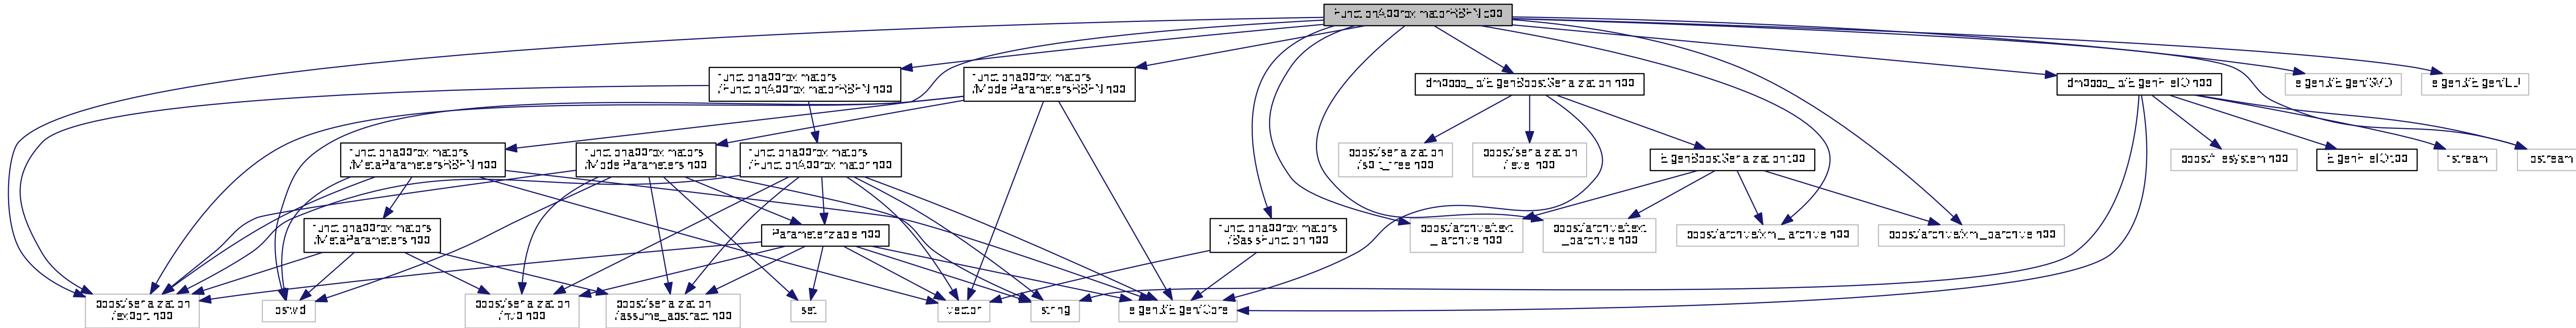 FunctionApproximatorRBFN.cpp
functionapproximators
/FunctionApproximatorRBFN.hpp
functionapproximators
/ModelParametersRBFN.hpp
dmpbbo_io/EigenBoostSerialization.hpp
dmpbbo_io/EigenFileIO.hpp
eigen3/Eigen/SVD
eigen3/Eigen/LU
functionapproximators
/MetaParametersRBFN.hpp
functionapproximators
/ModelParameters.hpp
functionapproximators
/FunctionApproximator.hpp
boost/serialization
/split_free.hpp
boost/serialization
/level.hpp
EigenBoostSerialization.tpp
boost/filesystem.hpp
EigenFileIO.tpp
fstream
iostream
functionapproximators
/MetaParameters.hpp
Parameterizable.hpp
functionapproximators
/BasisFunction.hpp
boost/archive/text
_iarchive.hpp
boost/archive/text
_oarchive.hpp
boost/archive/xml_iarchive.hpp
boost/archive/xml_oarchive.hpp
boost/serialization
/export.hpp
iosfwd
boost/serialization
/nvp.hpp
boost/serialization
/assume_abstract.hpp
set
vector
string
eigen3/Eigen/Core